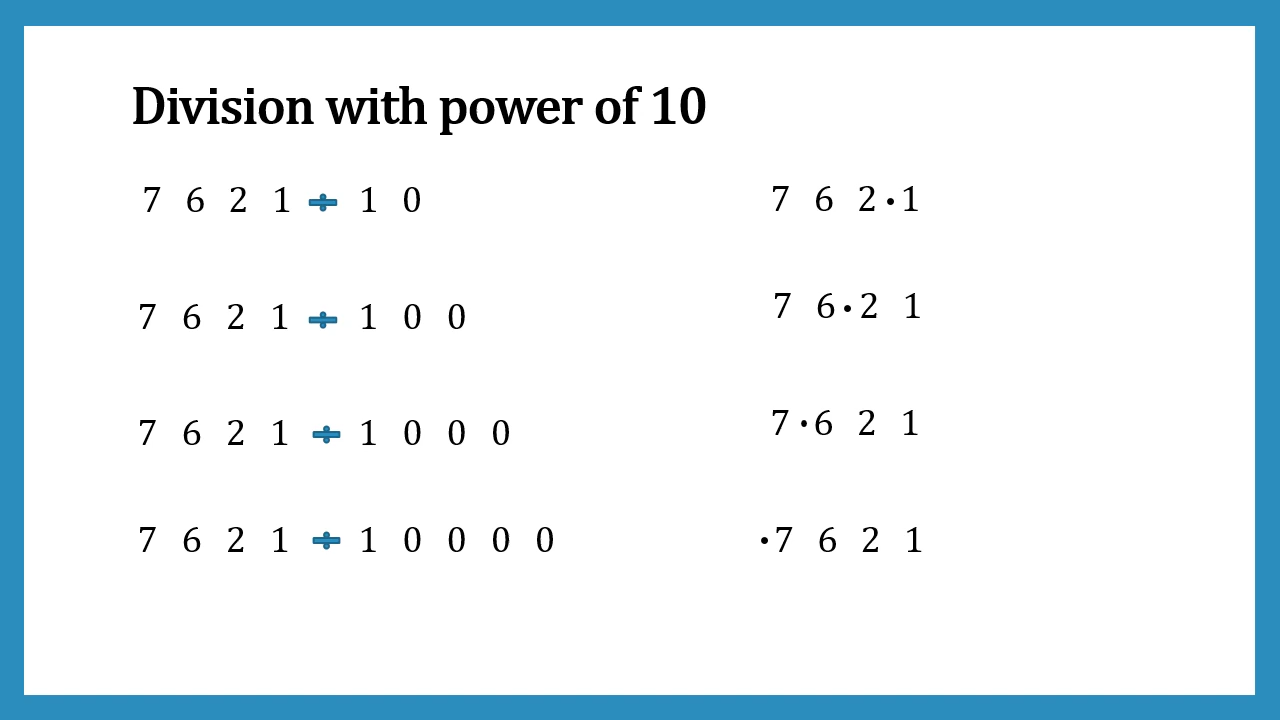 Division with power of 10
7 6 2 1 ÷ 1 0 7 6 2 · 1
7 6 2 1 ÷ 1 0 0 7 6 · 2 1
7 6 2 1 ÷ 1 0 0 0 7 · 6 2 1
7 6 2 1 ÷ 1 0 0 0 0 · 7 6 2 1